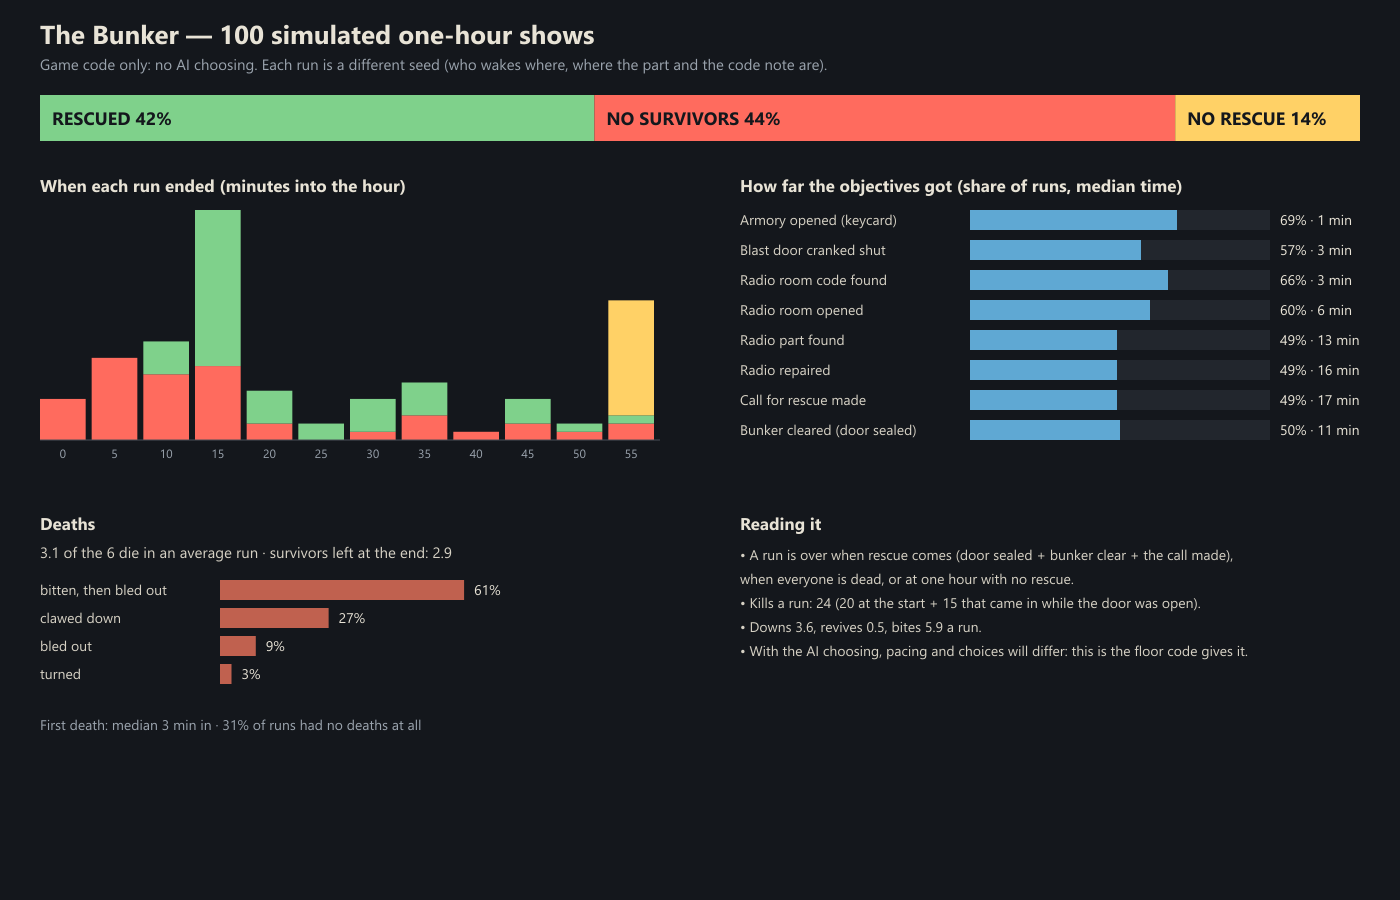 The Bunker — 100 simulated one-hour shows
Game code only: no AI choosing. Each run is a different seed (who wakes where, where the part and the code note are).
RESCUED 42%
NO SURVIVORS 44%
NO RESCUE 14%
When each run ended (minutes into the hour)
0 5 10 15 20 25 30 35 40 45 50 55
How far the objectives got (share of runs, median time)
Armory opened (keycard) 69% · 1 min
Blast door cranked shut 57% · 3 min
Radio room code found 66% · 3 min
Radio room opened 60% · 6 min
Radio part found 49% · 13 min
Radio repaired 49% · 16 min
Call for rescue made 49% · 17 min
Bunker cleared (door sealed) 50% · 11 min
Deaths
3.1 of the 6 die in an average run · survivors left at the end: 2.9
bitten, then bled out 61%
clawed down 27%
bled out 9%
turned 3%
First death: median 3 min in · 31% of runs had no deaths at all
Reading it
• A run is over when rescue comes (door sealed + bunker clear + the call made),
when everyone is dead, or at one hour with no rescue.
• Kills a run: 24 (20 at the start + 15 that came in while the door was open).
• Downs 3.6, revives 0.5, bites 5.9 a run.
• With the AI choosing, pacing and choices will differ: this is the floor code gives it.